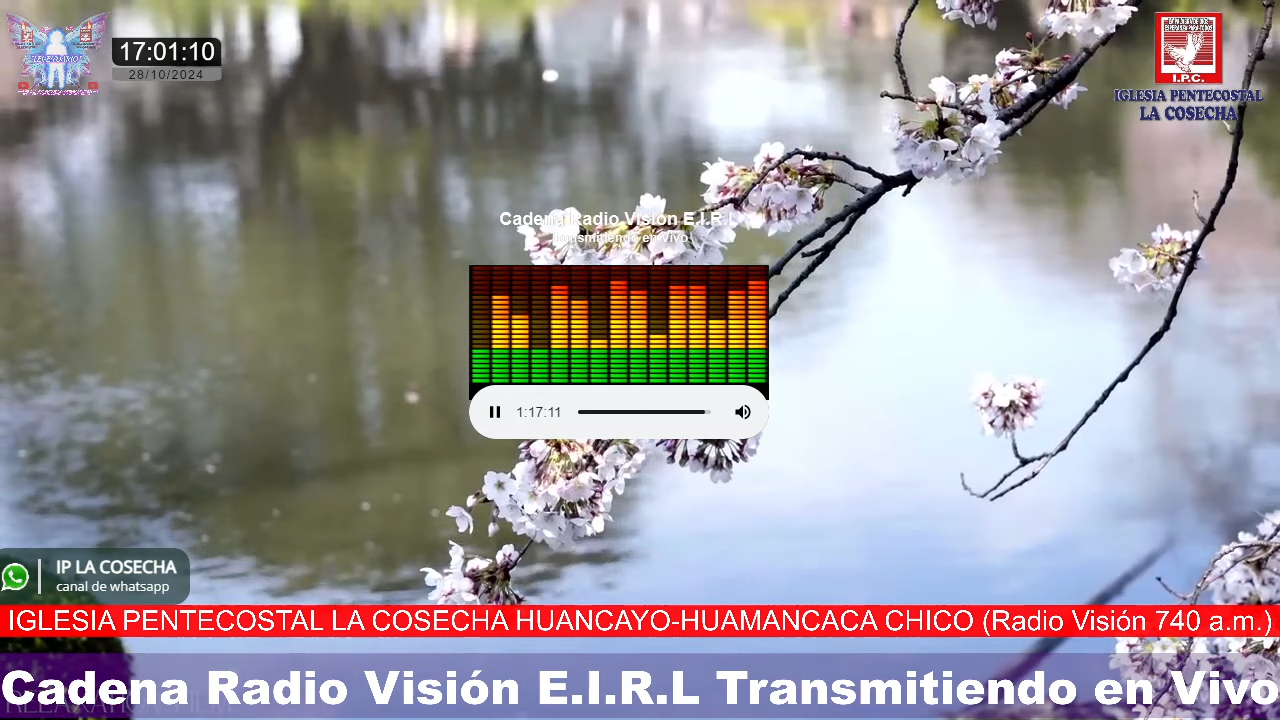 17:01:10
28/10/2024
I.P.C.
IGLESIA PENTECOSTAL
LA COSECHA
Cadena Radio Visión E.I.R.L
Transmitiendo en Vivo
1:17:11
IP LA COSECHA
canal de whatsapp
IGLESIA PENTECOSTAL LA COSECHA HUANCAYO-HUAMANCACA CHICO (Radio Visión 740 a.m.)
Cadena Radio Visión E.I.R.L Transmitiendo en Vivo